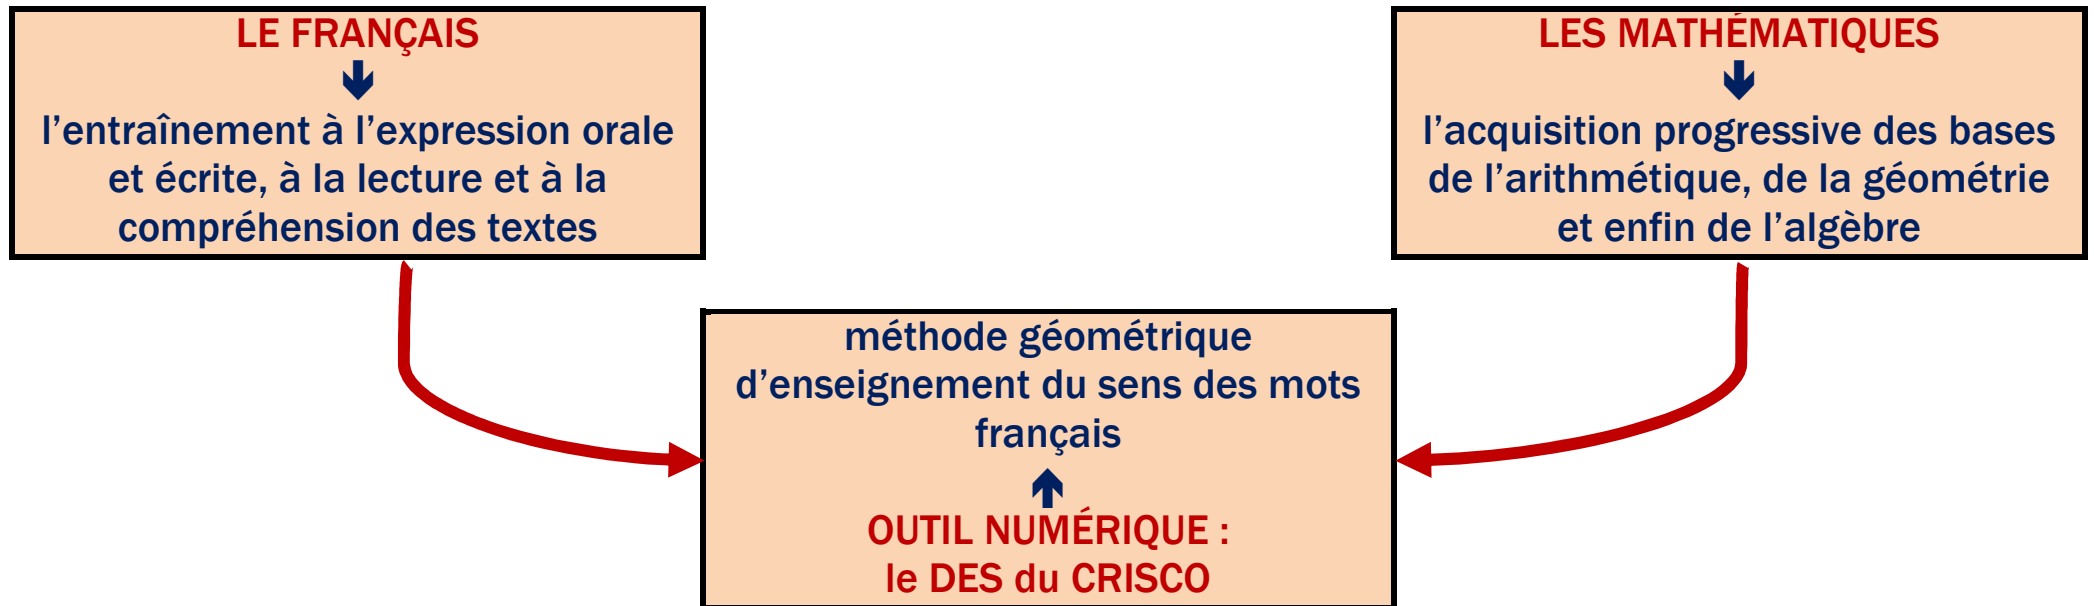 LE FRANÇAIS
🡻
l’entraînement à l’expression orale
et écrite, à la lecture et à la
compréhension des textes
LES MATHÉMATIQUES
🡻
l’acquisition progressive des bases
de l’arithmétique, de la géométrie
et enfin de l’algèbre
méthode géométrique
d’enseignement du sens des mots
français
🡹
OUTIL NUMÉRIQUE :
le DES du CRISCO